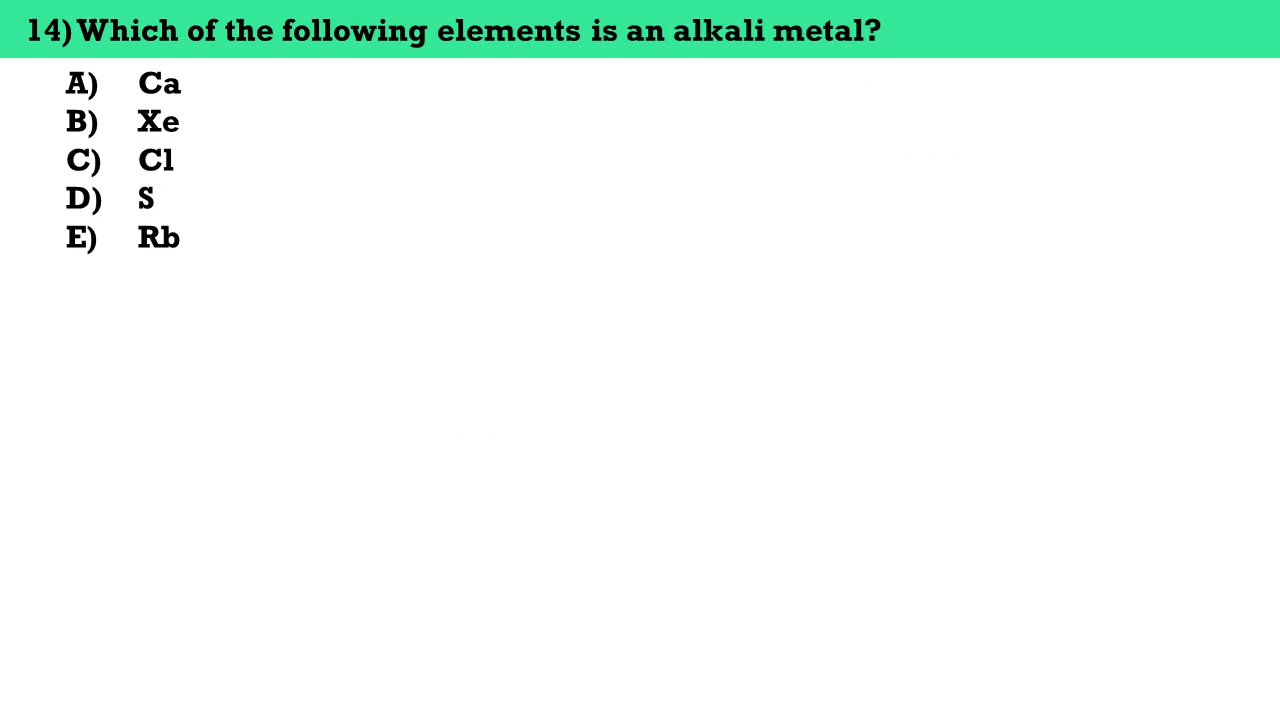 14) Which of the following elements is an alkali metal?
A) Ca
B) Xe
C) Cl
D) S
E) Rb